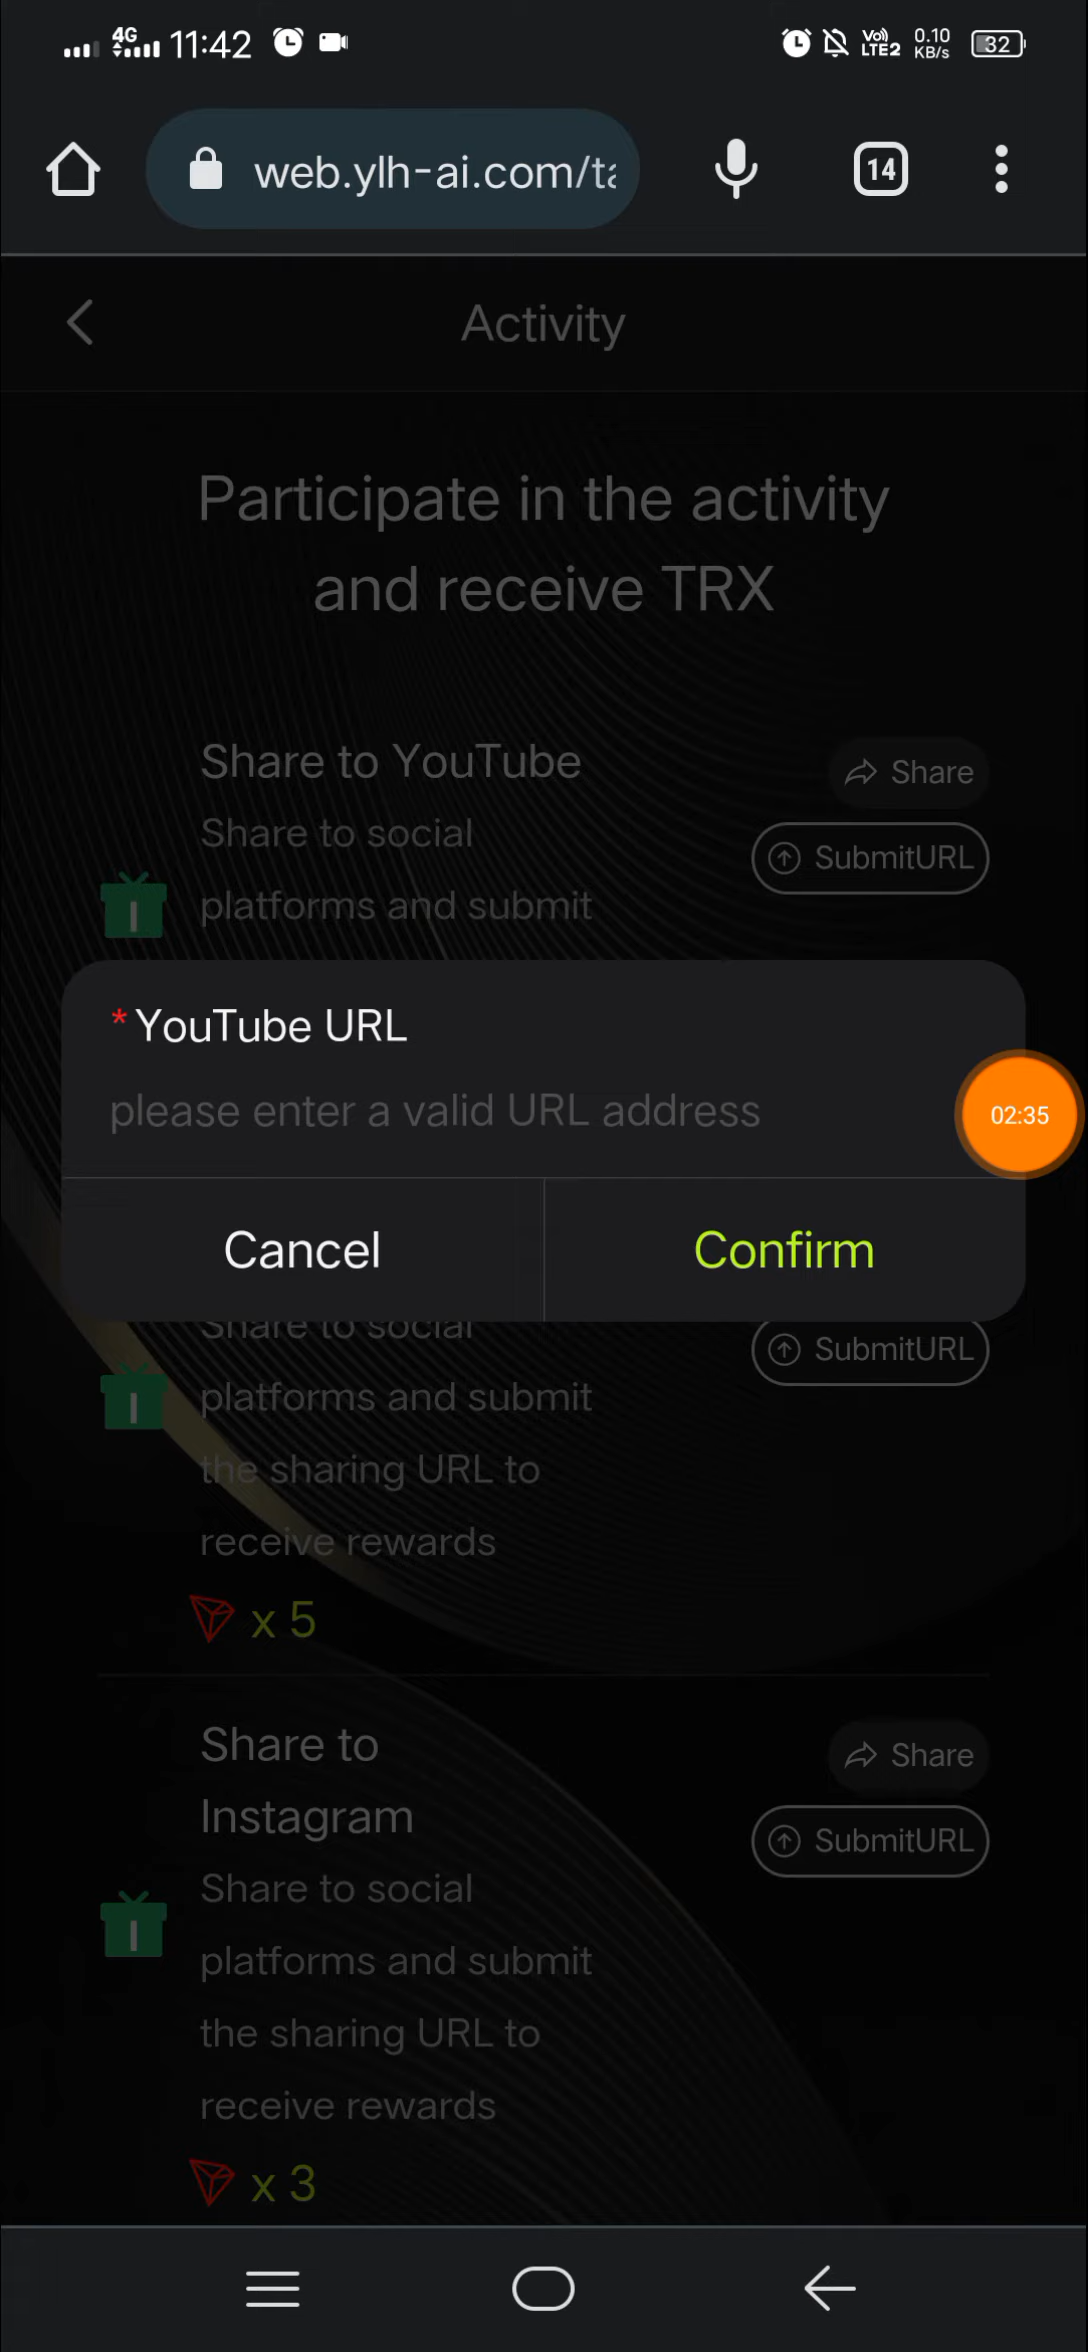 4G 11:42 Vo) LTE2 0.10 KB/s 32
web.ylh-ai.com/ta 14
Activity
Participate in the activity
and receive TRX
Share to YouTube
Share
Share to social
SubmitURL
platforms and submit
* YouTube URL
please enter a valid URL address
02:35
Cancel
Confirm
Share to social
SubmitURL
platforms and submit
the sharing URL to
receive rewards
x 5
Share to
Share
Instagram
SubmitURL
Share to social
platforms and submit
the sharing URL to
receive rewards
x 3